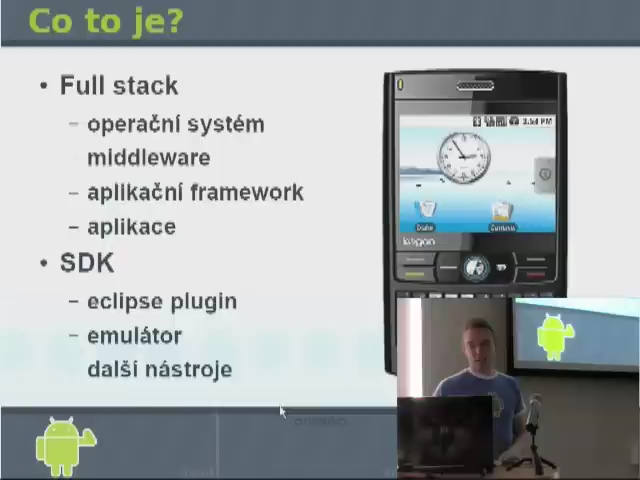 Co to je?
• Full stack
– operační systém
middleware
– aplikační framework
– aplikace
• SDK
– eclipse plugin
– emulátor
další nástroje